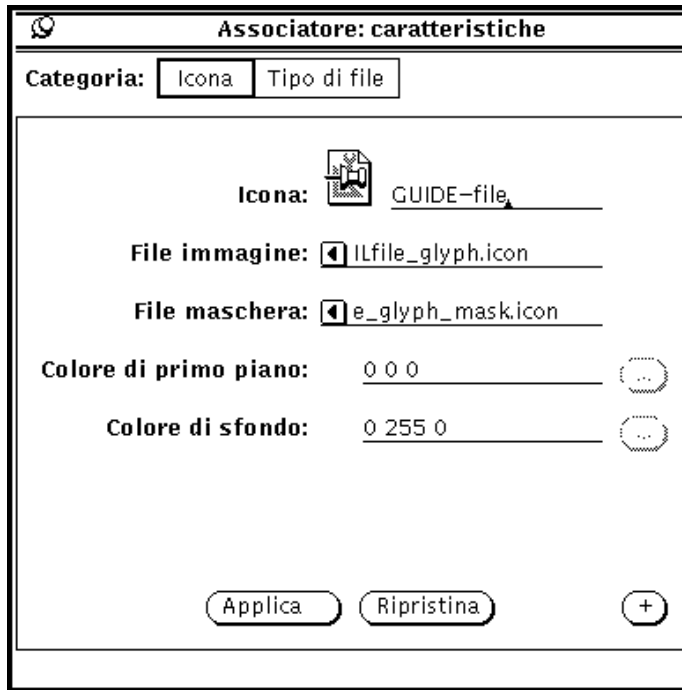 Associatore: caratteristiche
Categoria: Icona Tipo di file
Icona: GUIDE-file
File immagine: ILfile_glyph.icon
File maschera: e_glyph_mask.icon
Colore di primo piano: 0 0 0 ...
Colore di sfondo: 0 255 0 ...
Applica Ripristina +